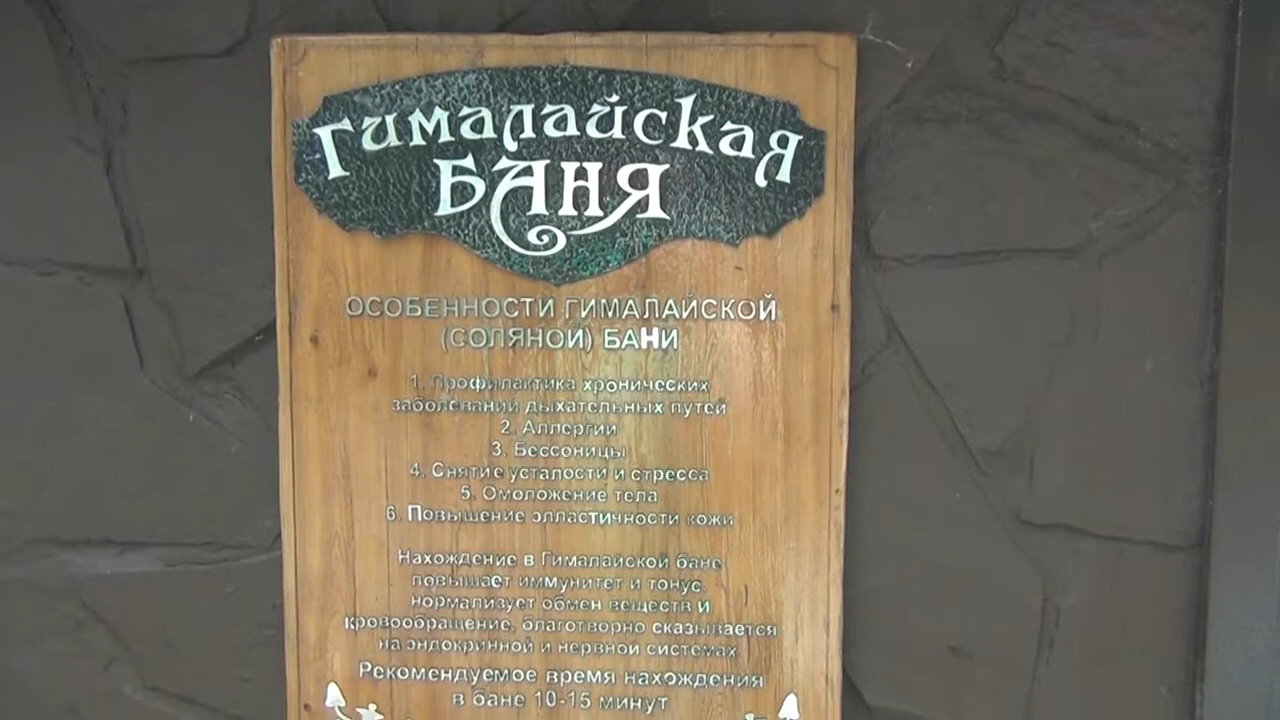 Гималайская
БАНЯ
ОСОБЕННОСТИ ГИМАЛАЙСКОЙ
(СОЛЯНОЙ) БАНИ
1. Профилактика хронических
заболеваний дыхательных путей
2. Аллергии
3. Бессоницы
4. Снятие усталости и стресса
5. Омоложение тела
6. Повышение элластичности кожи
Нахождение в Гималайской бане
повышает иммунитет и тонус,
нормализует обмен веществ и
кровообращение, благотворно сказывается
на эндокринной и нервной системах
Рекомендуемое время нахождения
в бане 10-15 минут